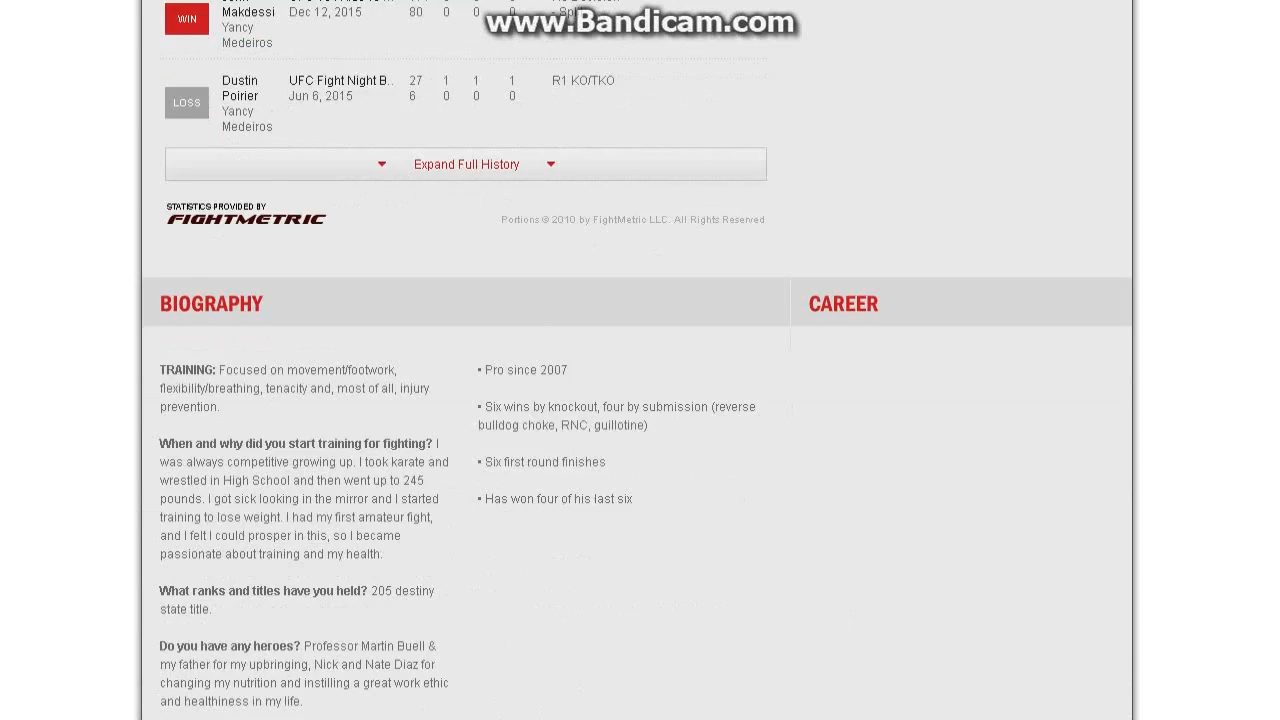 www.Bandicam.com
WIN
Makdessi Dec 12, 2015 80 0 0 0
Yancy
Medeiros
LOSS
Dustin UFC Fight Night B.. 27 1 1 1 R1 KO/TKO
Poirier Jun 6, 2015 6 0 0 0
Yancy
Medeiros
Expand Full History
STATISTICS PROVIDED BY
FIGHTMETRIC
Portions © 2010 by FightMetric LLC. All Rights Reserved
BIOGRAPHY
CAREER
TRAINING: Focused on movement/footwork,
flexibility/breathing, tenacity and, most of all, injury
prevention.
When and why did you start training for fighting? I
was always competitive growing up. I took karate and
wrestled in High School and then went up to 245
pounds. I got sick looking in the mirror and I started
training to lose weight. I had my first amateur fight,
and I felt I could prosper in this, so I became
passionate about training and my health.
What ranks and titles have you held? 205 destiny
state title.
Do you have any heroes? Professor Martin Buell &
my father for my upbringing, Nick and Nate Diaz for
changing my nutrition and instilling a great work ethic
and healthiness in my life.
• Pro since 2007
• Six wins by knockout, four by submission (reverse
bulldog choke, RNC, guillotine)
• Six first round finishes
• Has won four of his last six